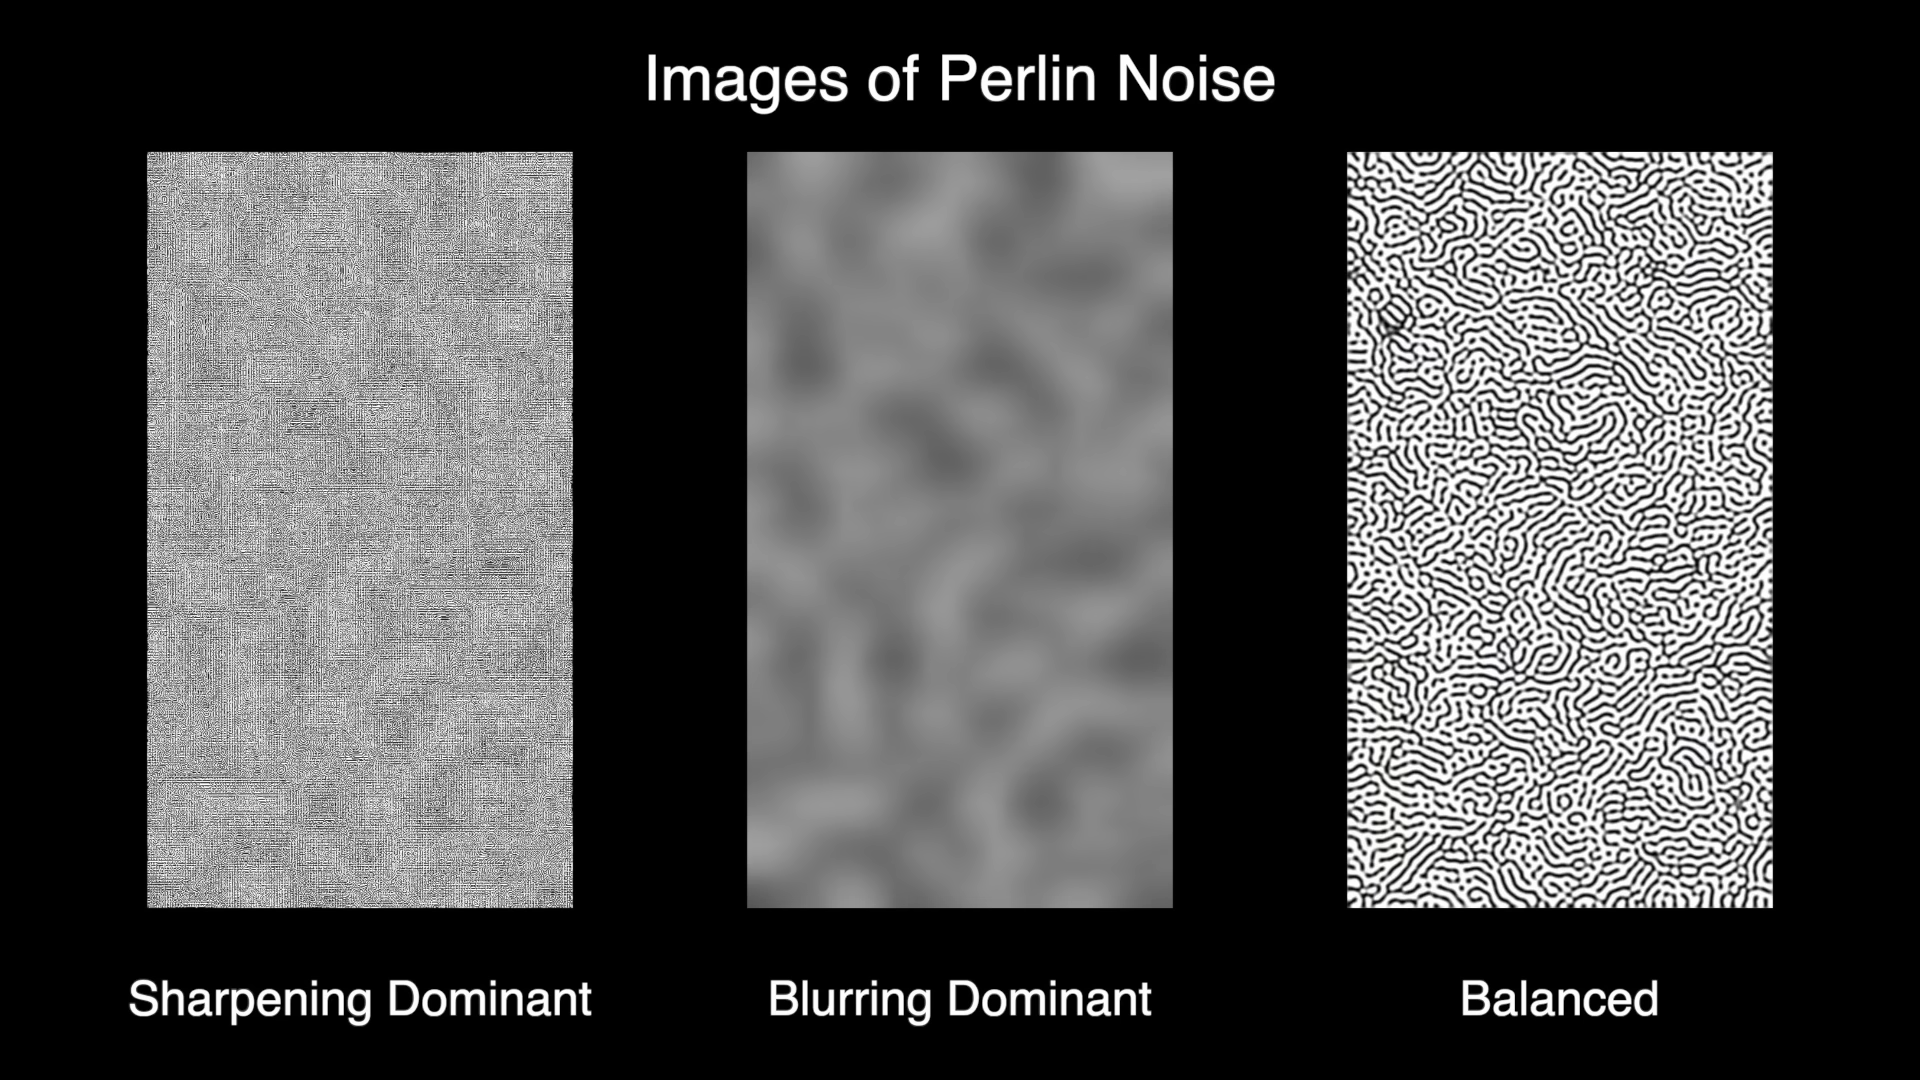 Images of Perlin Noise
Sharpening Dominant
Blurring Dominant
Balanced